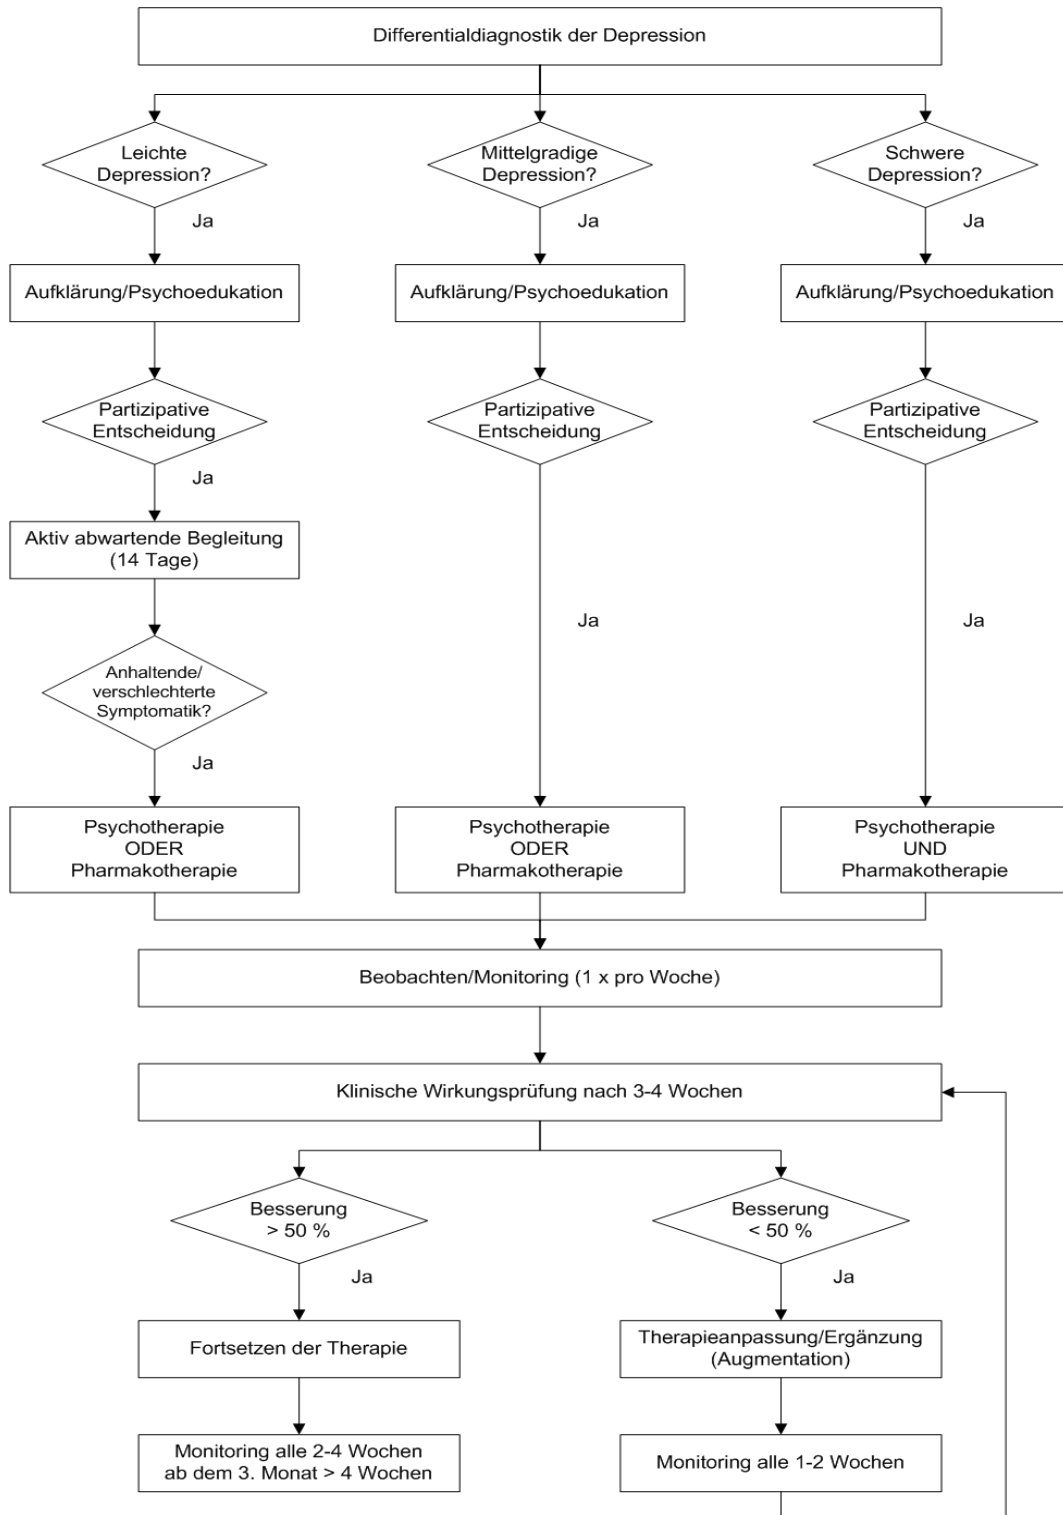 Differentialdiagnostik der Depression
Leichte
Depression?
Mittelgradige
Depression?
Schwere
Depression?
Ja
Ja
Ja
Aufklärung/Psychoedukation
Aufklärung/Psychoedukation
Aufklärung/Psychoedukation
Partizipative
Entscheidung
Partizipative
Entscheidung
Partizipative
Entscheidung
Ja
Aktiv abwartende Begleitung
(14 Tage)
Ja
Ja
Anhaltende/
verschlechterte
Symptomatik?
Ja
Psychotherapie
ODER
Pharmakotherapie
Psychotherapie
ODER
Pharmakotherapie
Psychotherapie
UND
Pharmakotherapie
Beobachten/Monitoring (1 x pro Woche)
Klinische Wirkungsprüfung nach 3-4 Wochen
Besserung
> 50 %
Besserung
< 50 %
Ja
Ja
Fortsetzen der Therapie
Therapieanpassung/Ergänzung
(Augmentation)
Monitoring alle 2-4 Wochen
ab dem 3. Monat > 4 Wochen
Monitoring alle 1-2 Wochen